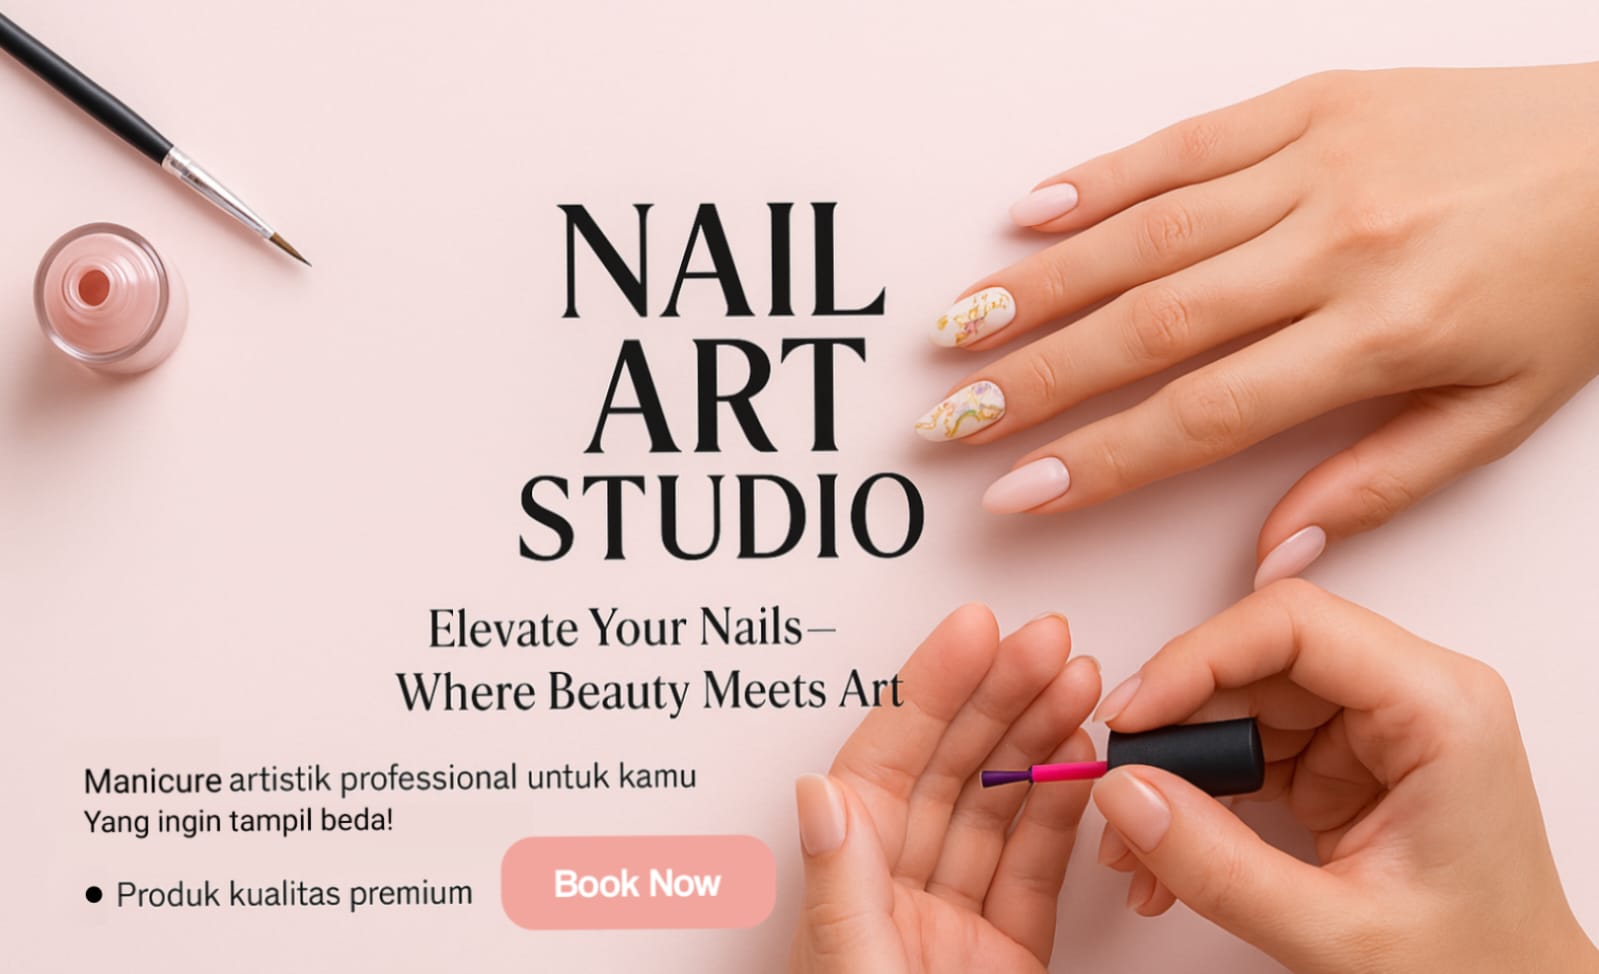 NAIL
ART
STUDIO
Elevate Your Nails—
Where Beauty Meets Art
Manicure artistik professional untuk kamu
Yang ingin tampil beda!
● Produk kualitas premium
Book Now